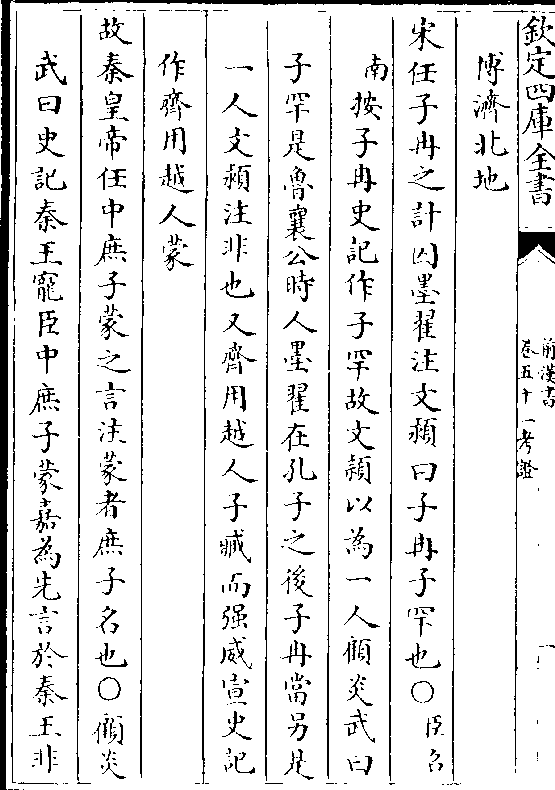 欽定四庫全書
前漢書
卷五十一考證
一
博濟北地
宋任子冉之計囚墨翟注文穎曰子冉子罕也○臣召
南按子冉史記作子罕故文穎以為一人顧炎武曰
子罕是魯襄公時人墨翟在孔子之後子冉當另是
一人文穎注非也又齊用越人子臧而强威宣史記
作齊用越人蒙
故秦皇帝任中庶子蒙之言注蒙者庶子名也○顧炎
武曰史記秦王寵臣中庶子蒙嘉為先言於秦王非